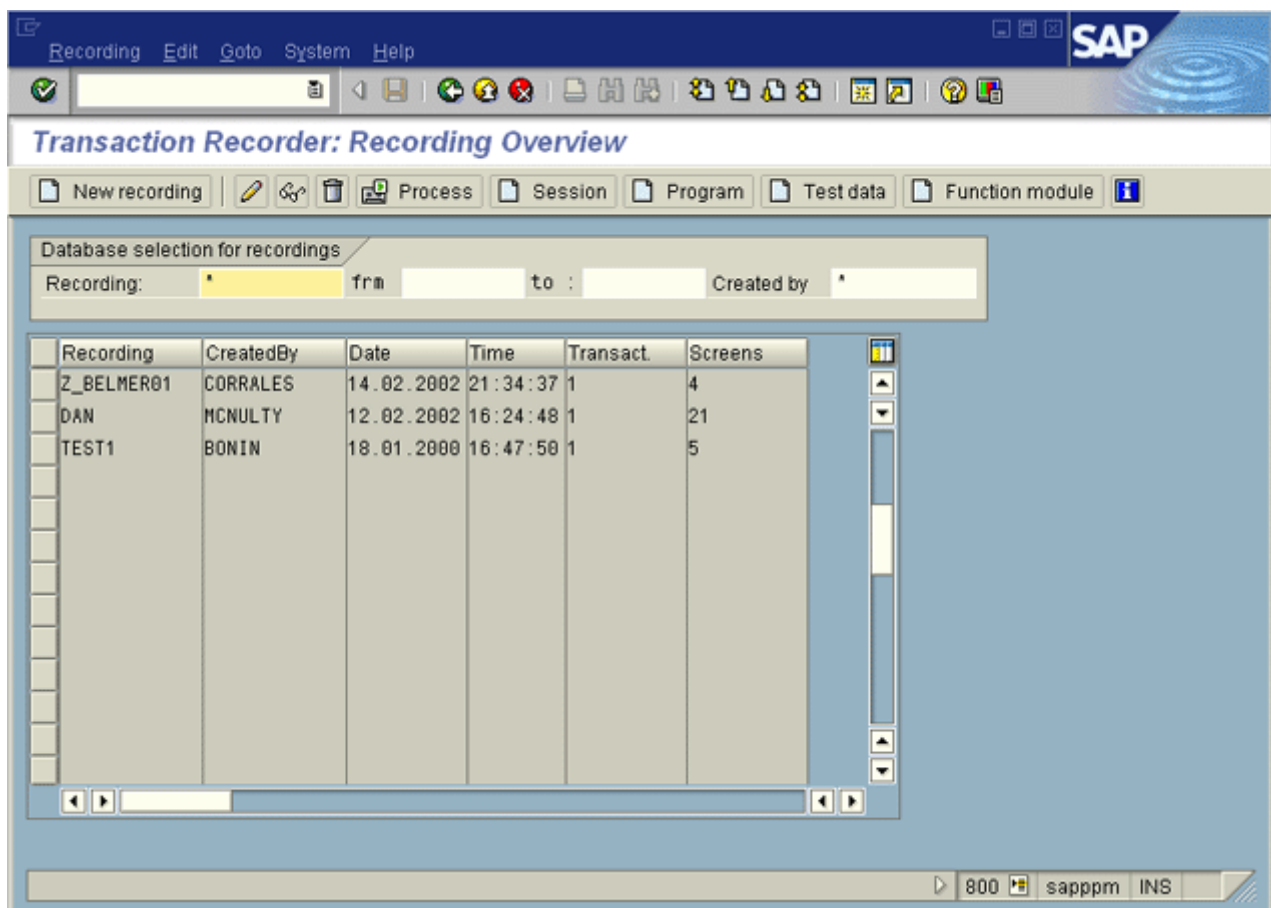 Recording Edit Goto System Help
SAP
Transaction Recorder: Recording Overview
New recording Process Session Program Test data Function module
Database selection for recordings
Recording: * frm to : Created by *
Recording CreatedBy Date Time Transact. Screens
Z_BELMER01 CORRALES 14.02.2002 21:34:37 1 4
DAN MCNULTY 12.02.2002 16:24:48 1 21
TEST1 BONIN 18.01.2000 16:47:50 1 5
800 sapppm INS